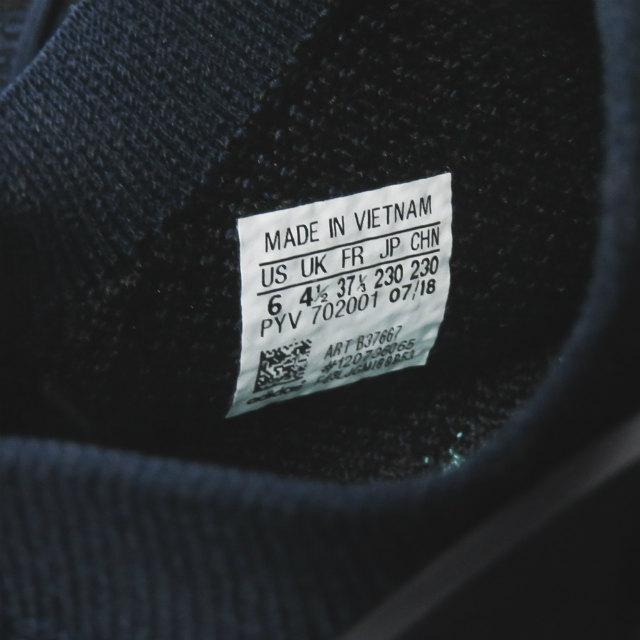 MADE IN VIETNAM
US UK FR JP CHN
6 4½ 37⅓ 230 230
PYV 702001 07/18
ART B37667